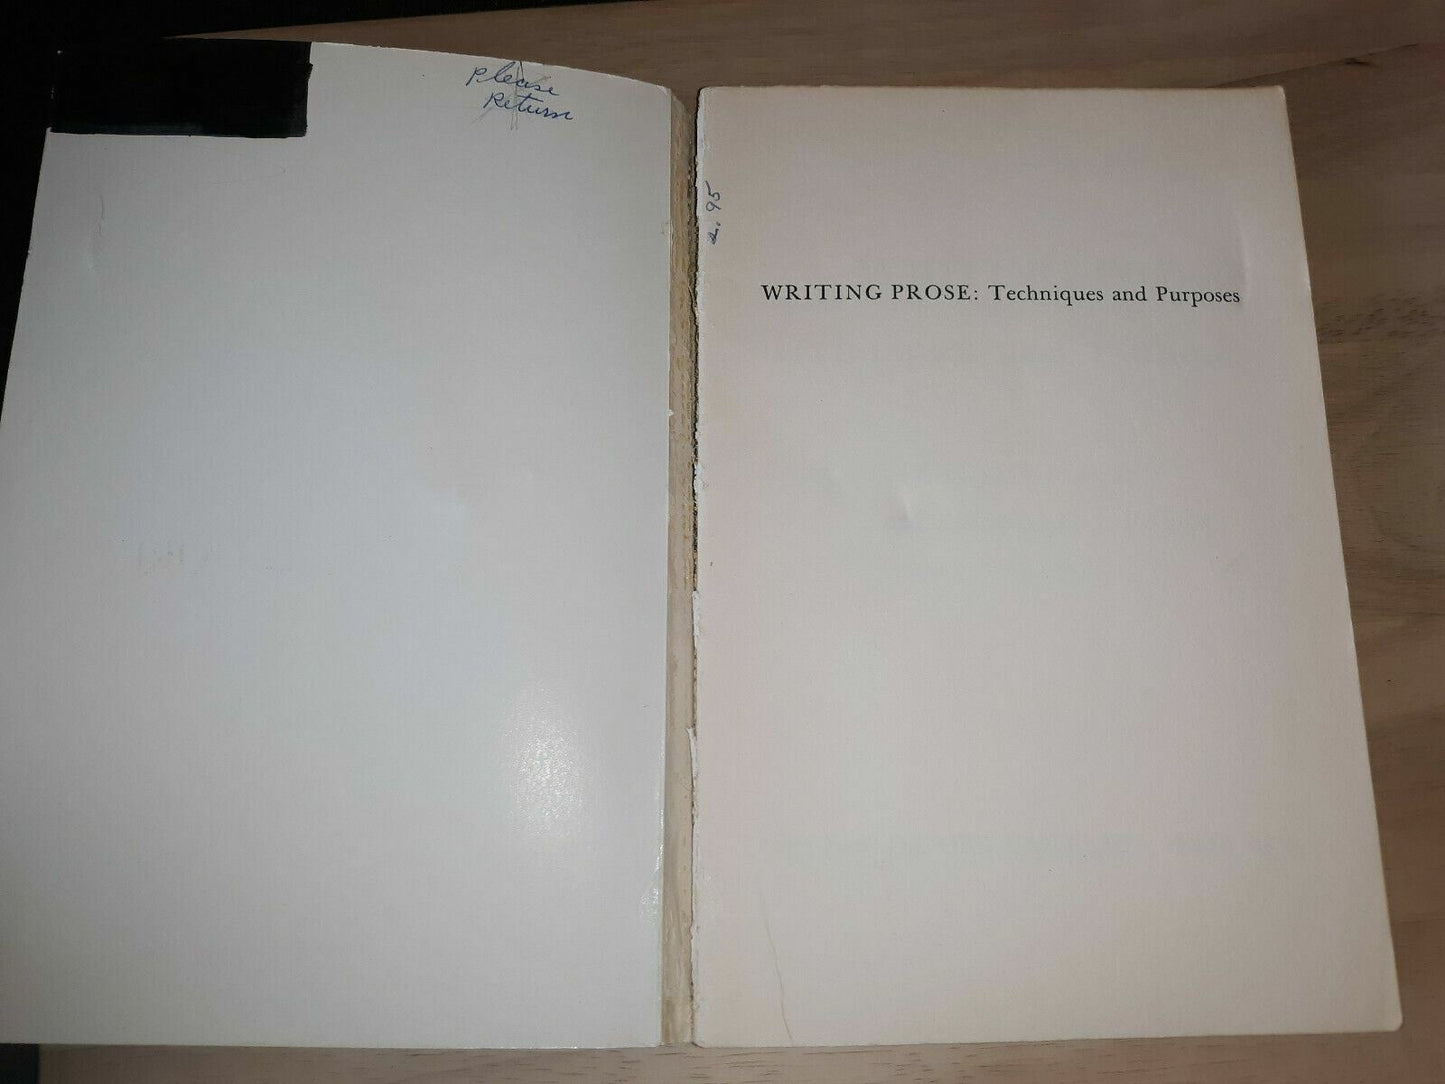 Please
Return
2.95
WRITING PROSE: Techniques and Purposes